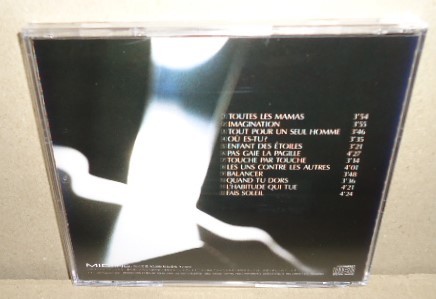 TOUTES LES MAMAS 3'54
IMAGINATION 3'55
TOUT POUR UN SEUL HOMME 3'46
OÙ ES-TU? 3'15
ENFANT DES ÉTOILES 3'21
PAS GAIE LA PAGILLE 4'27
TOUCHE PAR TOUCHE 3'14
LES UNS CONTRE LES AUTRES 4'01
BALANCER 3'48
QUAND TU DORS 3'36
L'HABITUDE QUI TUE 4'21
FAIS SOLEIL 4'24